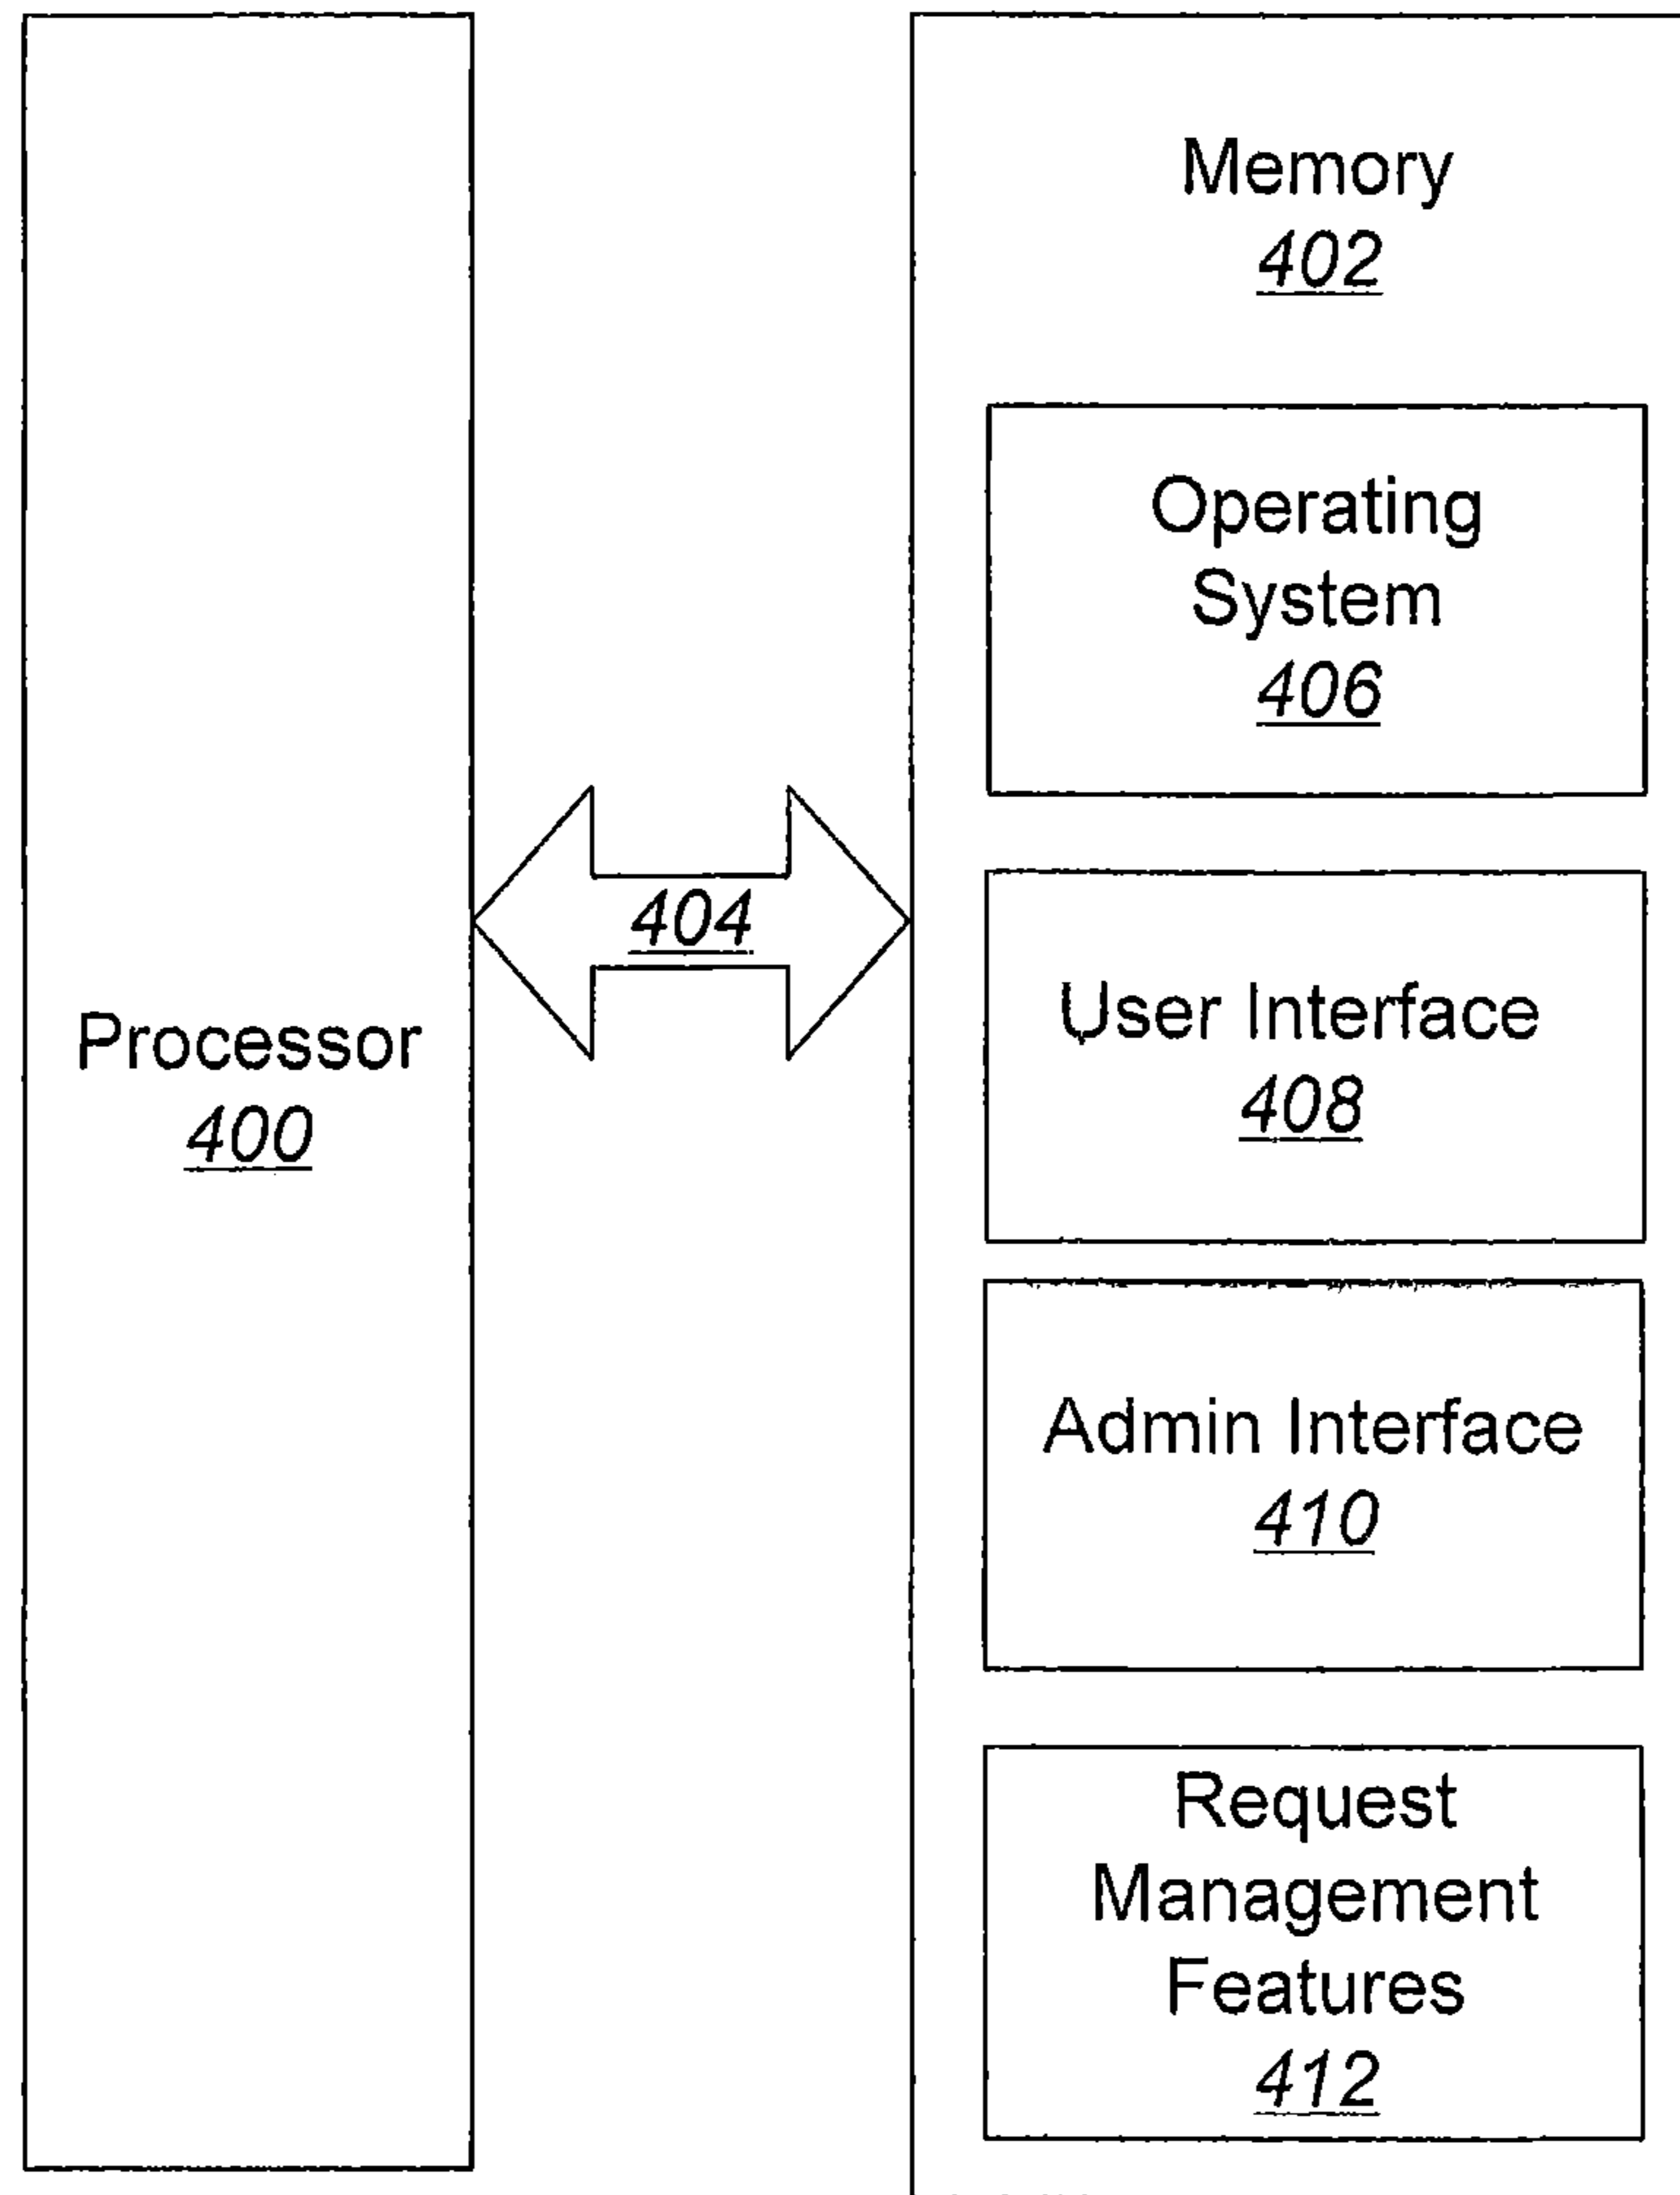 Memory
402
Operating
System
406
404
User Interface
408
Processor
400
Admin Interface
410
Request
Management
Features
412